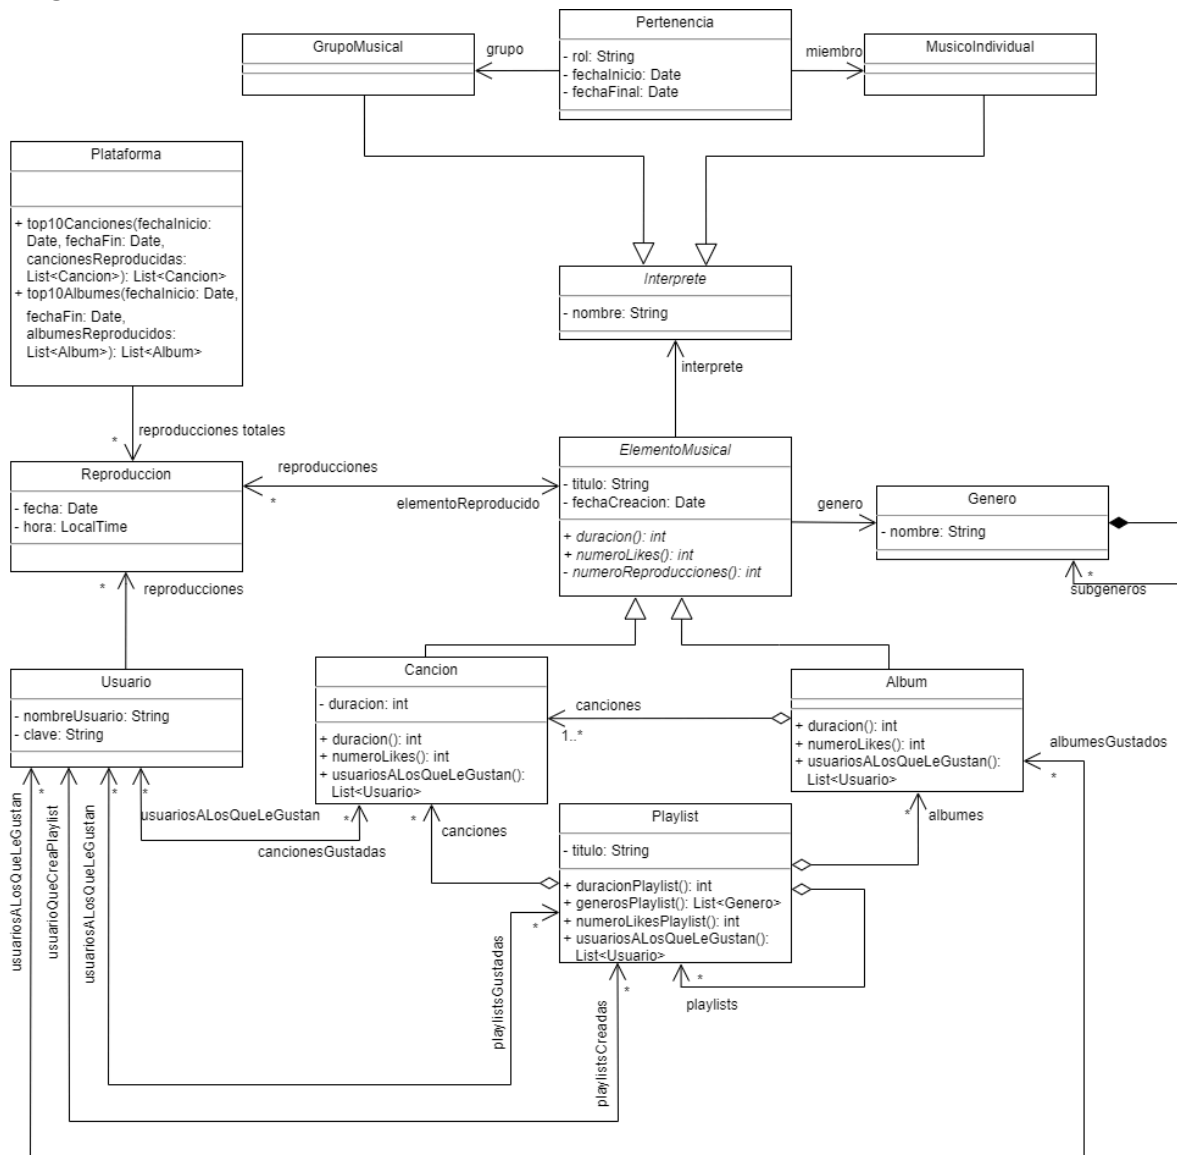 Pertenencia
- rol: String
- fechaInicio: Date
- fechaFinal: Date
GrupoMusical
grupo
miembro
MusicoIndividual
Plataforma
+ top10Canciones(fechaInicio:
Date, fechaFin: Date,
cancionesReproducidas:
List<Cancion>): List<Cancion>
+ top10Albumes(fechaInicio: Date,
fechaFin: Date,
albumesReproducidos:
List<Album>): List<Album>
Interprete
- nombre: String
interprete
* reproducciones totales
Reproduccion
- fecha: Date
- hora: LocalTime
reproducciones
*
elementoReproducido
ElementoMusical
- titulo: String
- fechaCreacion: Date
+ duracion(): int
+ numeroLikes(): int
- numeroReproducciones(): int
genero
Genero
- nombre: String
*
subgeneros
* reproducciones
Usuario
- nombreUsuario: String
- clave: String
Cancion
- duracion: int
+ duracion(): int
+ numeroLikes(): int
+ usuariosALosQueLeGustan():
List<Usuario>
canciones
1..*
Album
+ duracion(): int
+ numeroLikes(): int
+ usuariosALosQueLeGustan():
List<Usuario>
albumesGustados
*
* * *
usuariosALosQueLeGustan
*
cancionesGustadas
* canciones
* albumes
Playlist
- titulo: String
+ duracionPlaylist(): int
+ generosPlaylist(): List<Genero>
+ numeroLikesPlaylist(): int
+ usuariosALosQueLeGustan():
List<Usuario>
*
playlists
usuariosALosQueLeGustan
usuarioQueCreaPlaylist
usuariosALosQueLeGustan
*
playlistsGustadas
*
playlistsCreadas